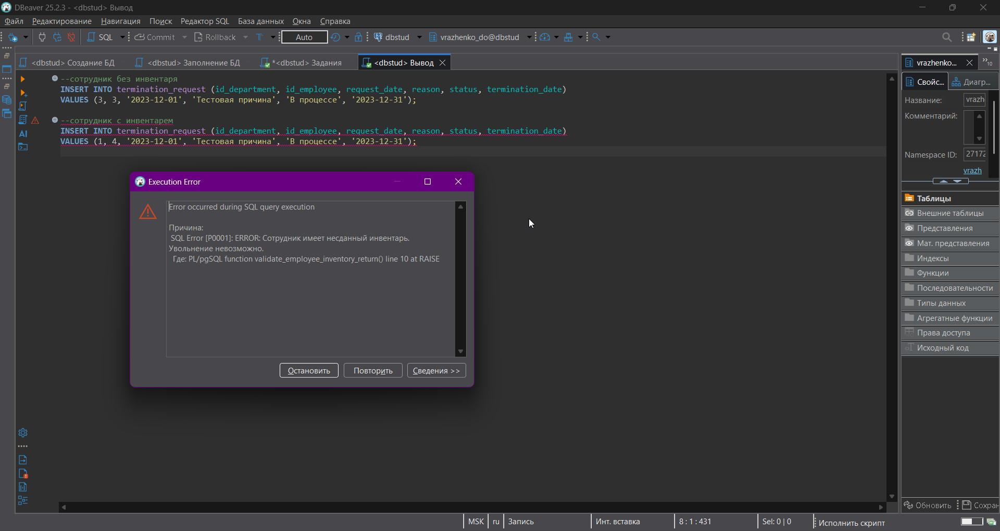 DBeaver 25.2.3 - <dbstud> Вывод
Файл Редактирование Навигация Поиск Редактор SQL База данных Окна Справка
SQL Commit Rollback Auto dbstud vrazhenko_do@dbstud
<dbstud> Создание БД <dbstud> Заполнение БД *<dbstud> Задания <dbstud> Вывод
--сотрудник без инвентаря
INSERT INTO termination_request (id_department, id_employee, request_date, reason, status, termination_date)
VALUES (3, 3, '2023-12-01', 'Тестовая причина', 'В процессе', '2023-12-31');
--сотрудник с инвентарем
INSERT INTO termination_request (id_department, id_employee, request_date, reason, status, termination_date)
VALUES (1, 4, '2023-12-01', 'Тестовая причина', 'В процессе', '2023-12-31');
AI
Execution Error
Error occurred during SQL query execution
Причина:
SQL Error [P0001]: ERROR: Сотрудник имеет несданный инвентарь.
Увольнение невозможно.
Где: PL/pgSQL function validate_employee_inventory_return() line 10 at RAISE
Остановить Повторить Сведения >>
vrazhenko... »10
Свойс... Диагр...
Название: vrazh
Комментарий:
Namespace ID: 27172
vrazh
Таблицы
Внешние таблицы
Представления
Мат. представления
Индексы
Функции
Последовательности
Типы данных
Агрегатные функции
Права доступа
Исходный код
Обновить Сохран
MSK ru Запись Инт. вставка 8 : 1 : 431 Sel: 0 | 0 Исполнить скрипт